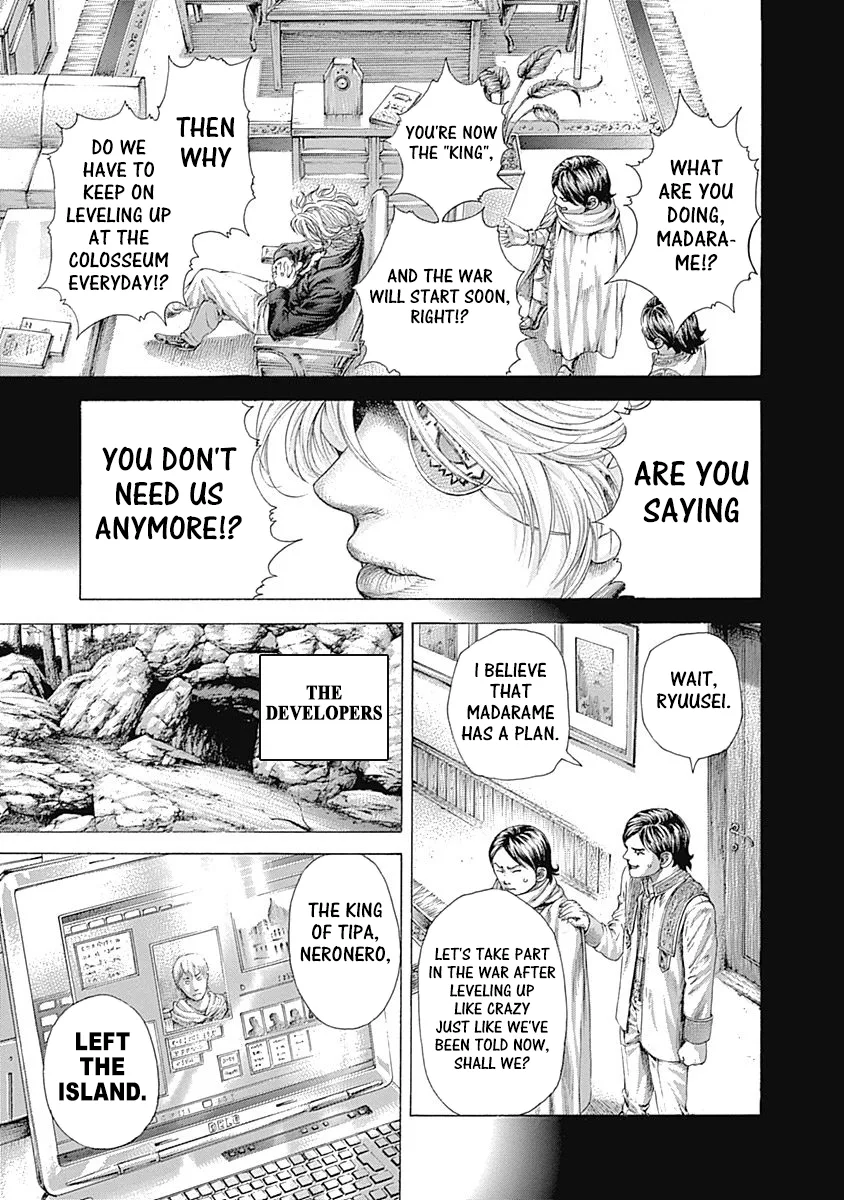 WHAT
ARE YOU
DOING,
MADARA-
ME!?
YOU'RE NOW
THE "KING",
AND THE WAR
WILL START SOON,
RIGHT!?
THEN
WHY
DO WE
HAVE TO
KEEP ON
LEVELING UP
AT THE
COLOSSEUM
EVERYDAY!?
ARE YOU
SAYING
YOU DON'T
NEED US
ANYMORE!?
WAIT,
RYUUSEI.
I BELIEVE
THAT
MADARAME
HAS A PLAN.
LET'S TAKE PART
IN THE WAR AFTER
LEVELING UP
LIKE CRAZY
JUST LIKE WE'VE
BEEN TOLD NOW,
SHALL WE?
THE
DEVELOPERS
THE KING
OF TIPA,
NERONERO,
LEFT
THE
ISLAND.